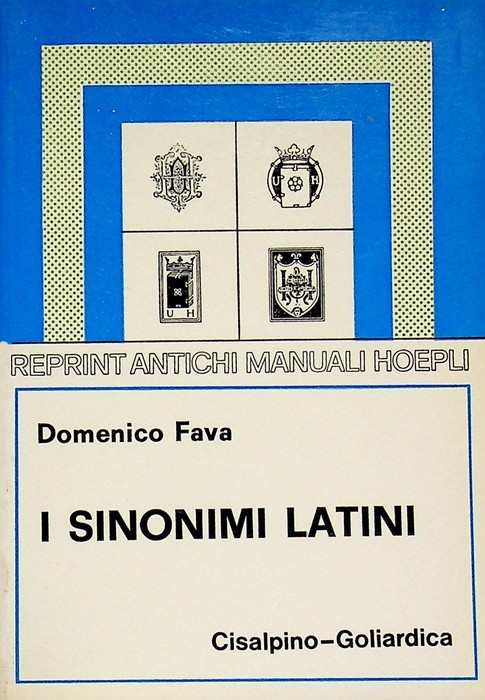 U H
U H
REPRINT ANTICHI MANUALI HOEPLI
Domenico Fava
I SINONIMI LATINI
Cisalpino-Goliardica